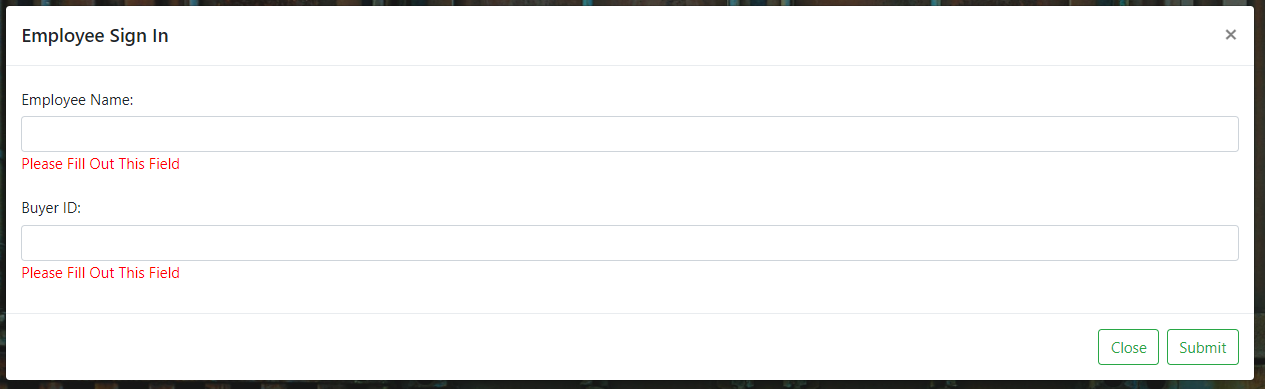 Employee Sign In ×
Employee Name:
Please Fill Out This Field
Buyer ID:
Please Fill Out This Field
Close Submit